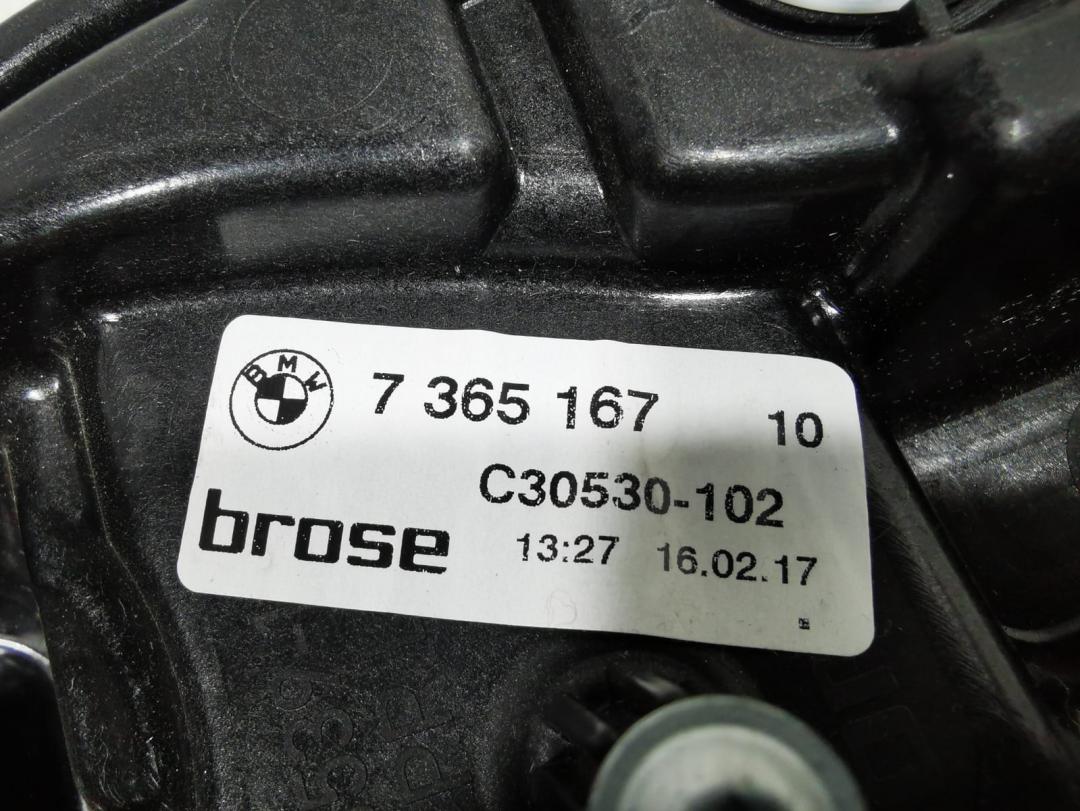 BMW 7 365 167 10
C30530-102
brose 13:27 16.02.17